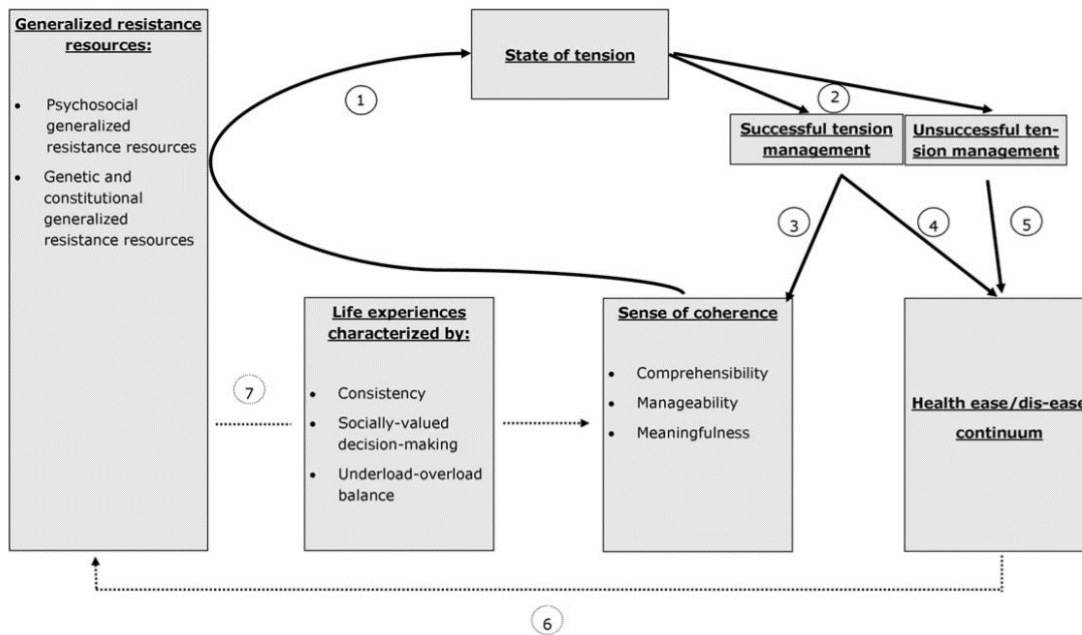 Generalized resistance
resources:
• Psychosocial
generalized
resistance resources
• Genetic and
constitutional
generalized
resistance resources
State of tension
1
2
Successful tension
management
Unsuccessful ten-
sion management
3
4
5
Life experiences
characterized by:
• Consistency
• Socially-valued
decision-making
• Underload-overload
balance
Sense of coherence
• Comprehensibility
• Manageability
• Meaningfulness
Health ease/dis-ease
continuum
7
6